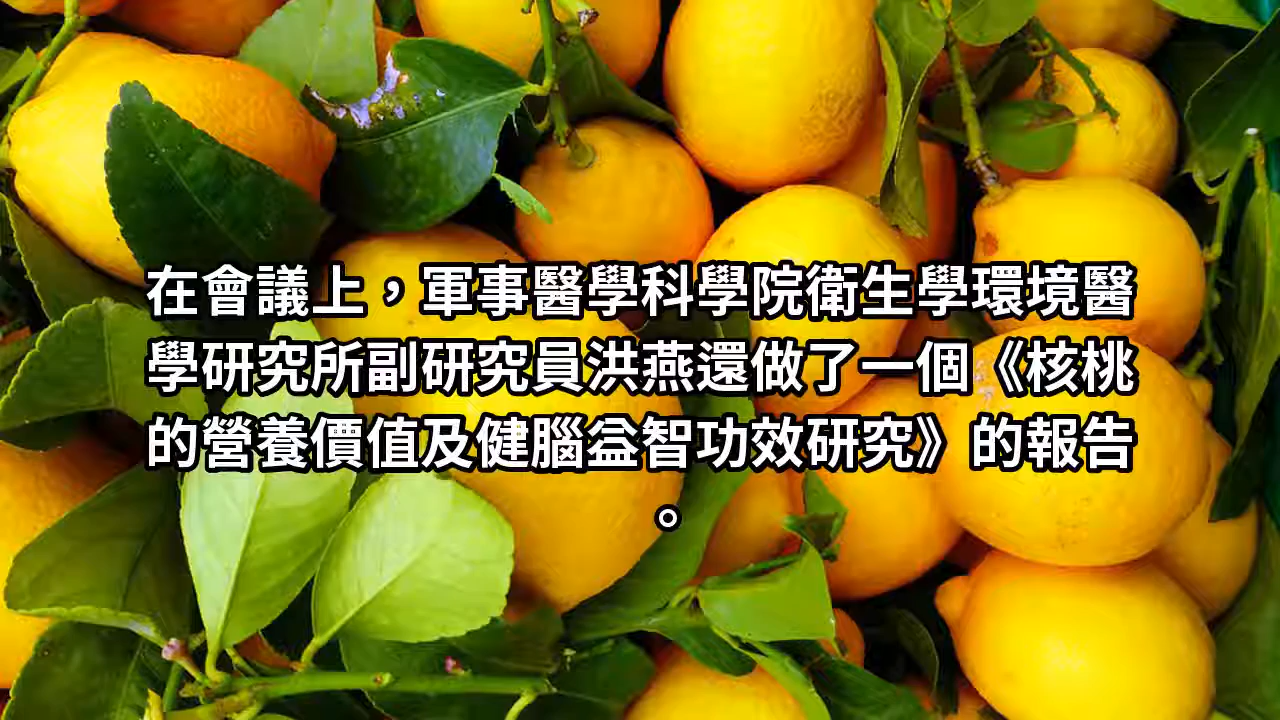 在會議上，軍事醫學科學院衛生學環境醫
學研究所副研究員洪燕還做了一個《核桃
的營養價值及健腦益智功效研究》的報告
。